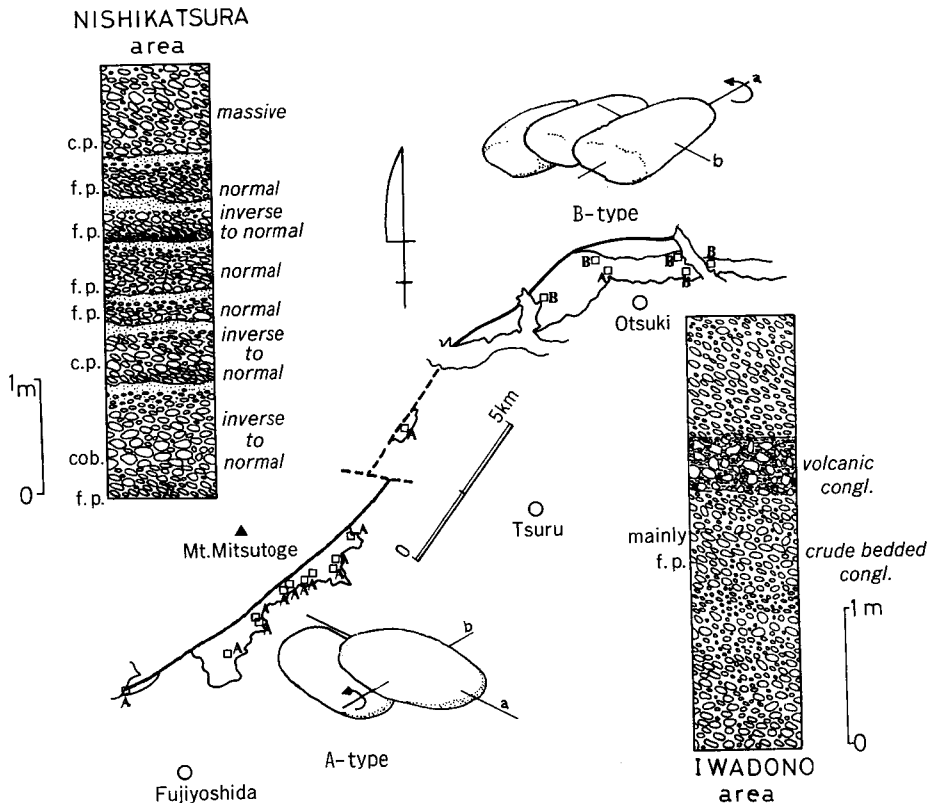 NISHIKATSURA
area
massive
c.p.
f.p.
normal
inverse
f.p.
to normal
normal
f.p.
f.p.
normal
inverse
to
c.p.
normal
1m
inverse
to
cob.
normal
0
f.p.
a
b
B-type
B
B
B
A
B
B
Otsuki
A
5km
0
Tsuru
Mt.Mitsutoge
A
A
A
A
A
A
A
A
A
A
A
b
a
A-type
Fujiyoshida
volcanic
congl.
mainly
f.p.
crude bedded
congl.
1m
0
IWADONO
area